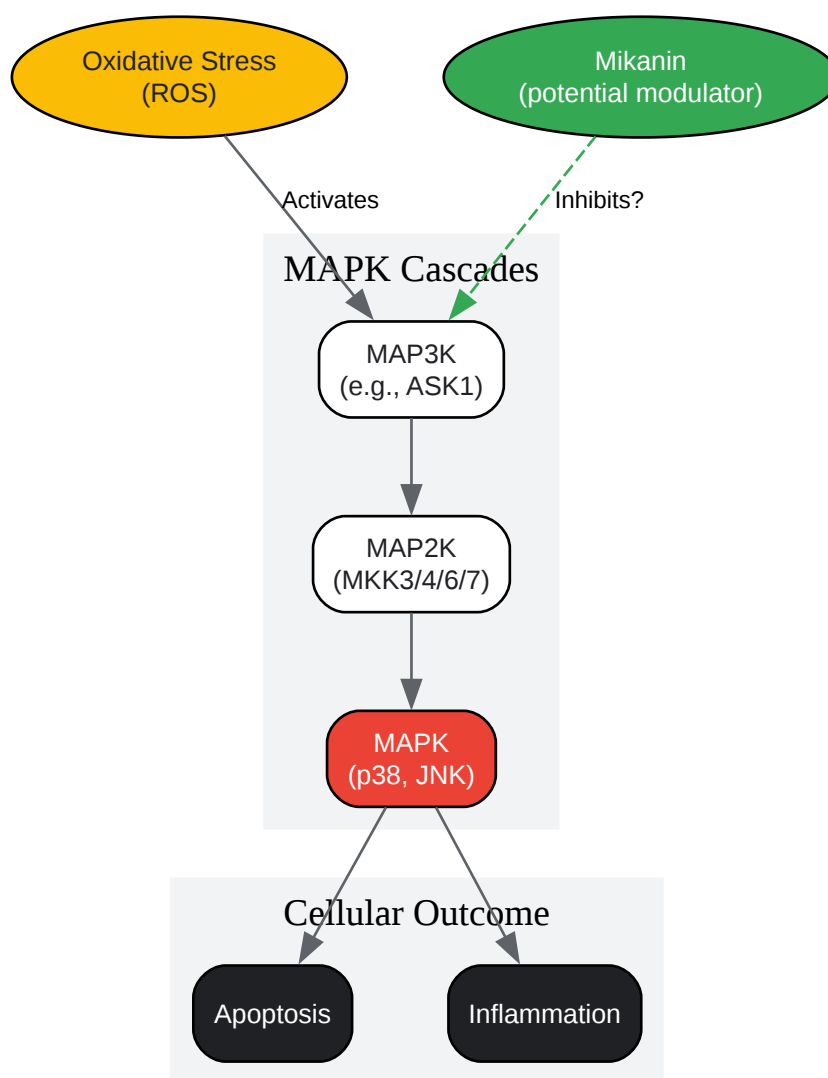 Oxidative Stress
(ROS)
Mikanin
(potential modulator)
Activates
Inhibits?
MAPK Cascades
MAP3K
(e.g., ASK1)
MAP2K
(MKK3/4/6/7)
MAPK
(p38, JNK)
Cellular Outcome
Apoptosis
Inflammation